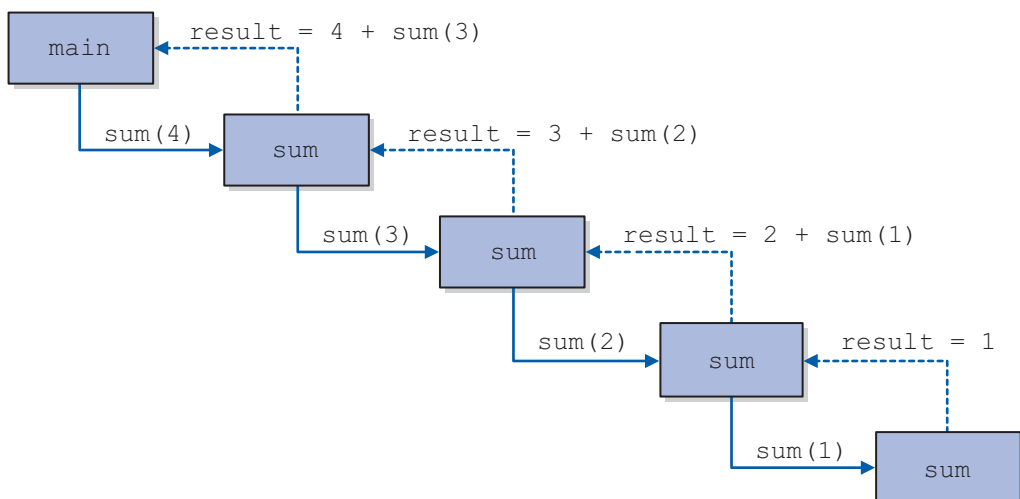 main
result = 4 + sum(3)
sum(4)
sum
result = 3 + sum(2)
sum(3)
sum
result = 2 + sum(1)
sum(2)
sum
result = 1
sum(1)
sum